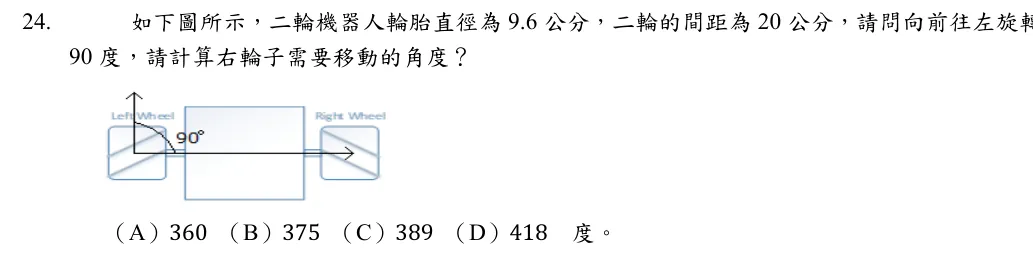 24. 如下圖所示，二輪機器人輪胎直徑為 9.6 公分，二輪的間距為 20 公分，請問向前往左旋轉
90 度，請計算右輪子需要移動的角度？
Left Wheel Right Wheel
90°
（A）360 （B）375 （C）389 （D）418 度。